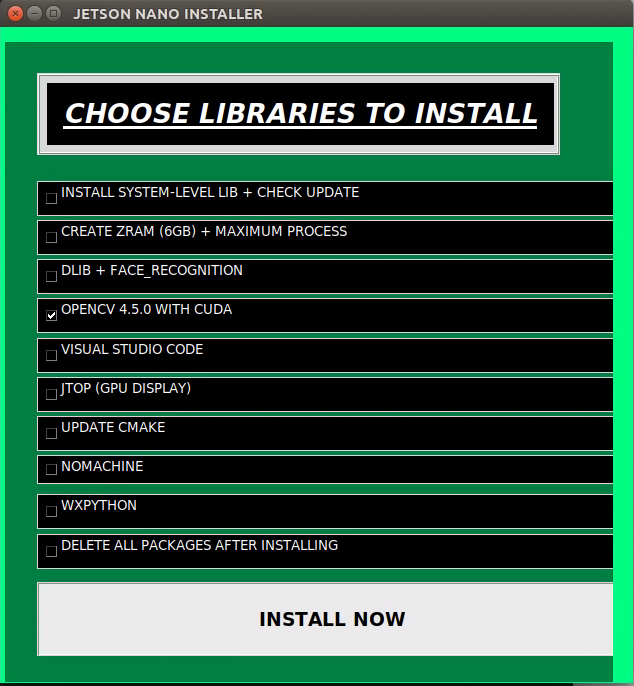 JETSON NANO INSTALLER
CHOOSE LIBRARIES TO INSTALL
INSTALL SYSTEM-LEVEL LIB + CHECK UPDATE
CREATE ZRAM (6GB) + MAXIMUM PROCESS
DLIB + FACE_RECOGNITION
OPENCV 4.5.0 WITH CUDA
VISUAL STUDIO CODE
JTOP (GPU DISPLAY)
UPDATE CMAKE
NOMACHINE
WXPYTHON
DELETE ALL PACKAGES AFTER INSTALLING
INSTALL NOW